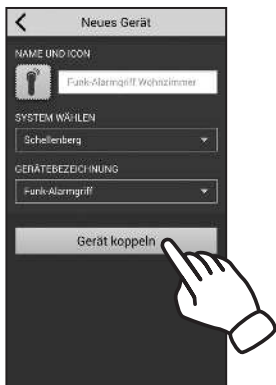 Neues Gerät
NAME UND ICON
Funk-Alarmgriff Wohnzimmer
SYSTEM WÄHLEN
Schellenberg
GERÄTEBEZEICHNUNG
Funk-Alarmgriff
Gerät koppeln